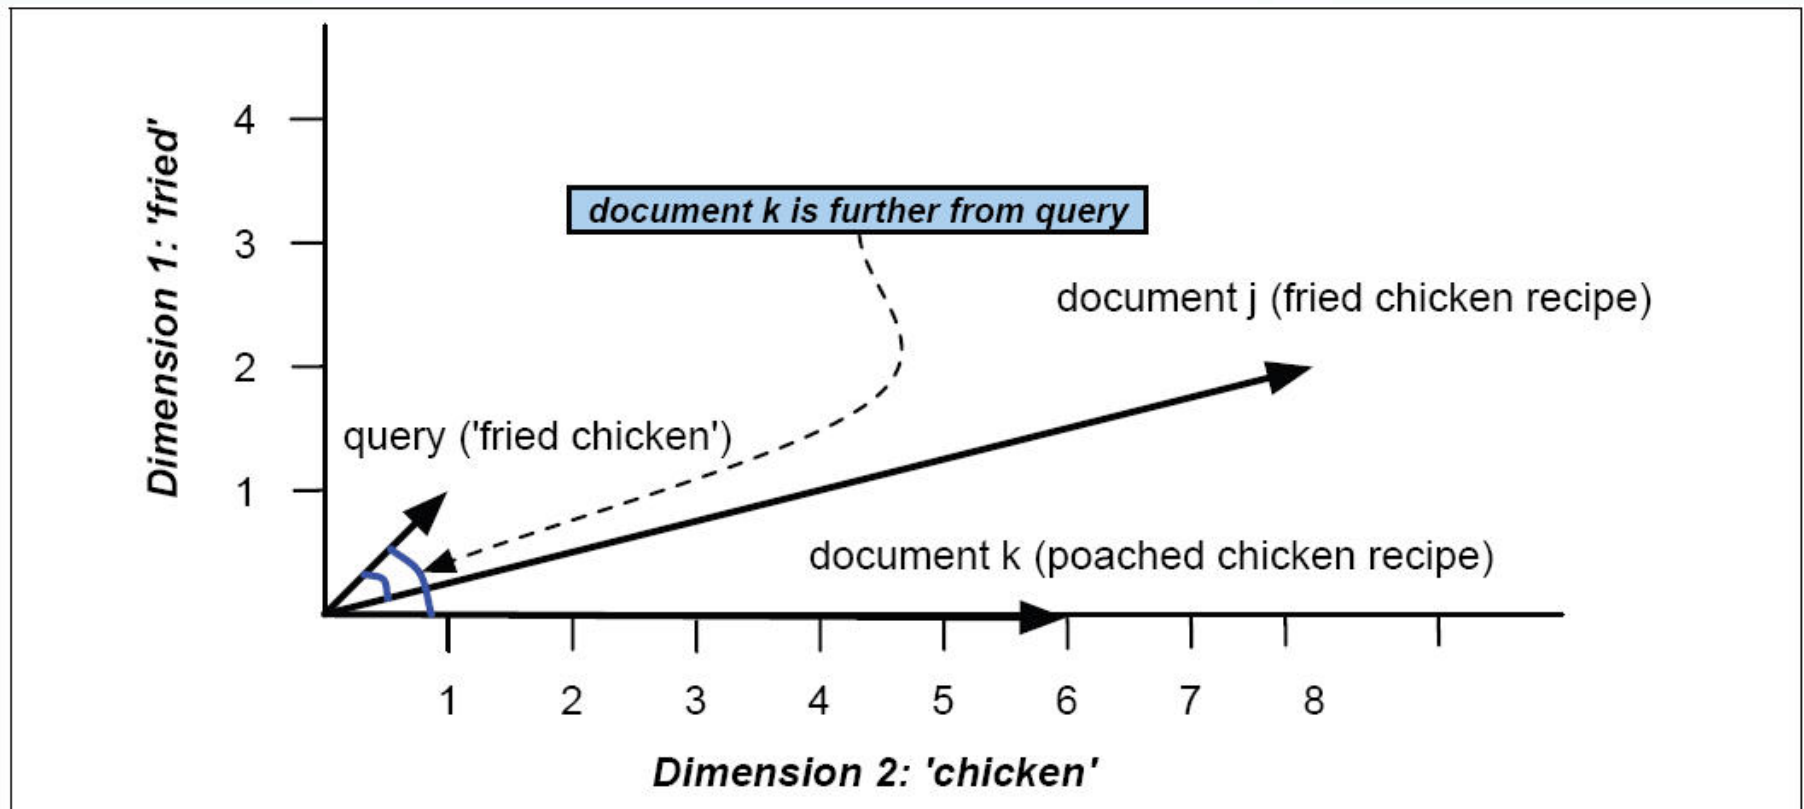 Dimension 1: 'fried'
4
3
2
1
document k is further from query
document j (fried chicken recipe)
query ('fried chicken')
document k (poached chicken recipe)
1 2 3 4 5 6 7 8
Dimension 2: 'chicken'